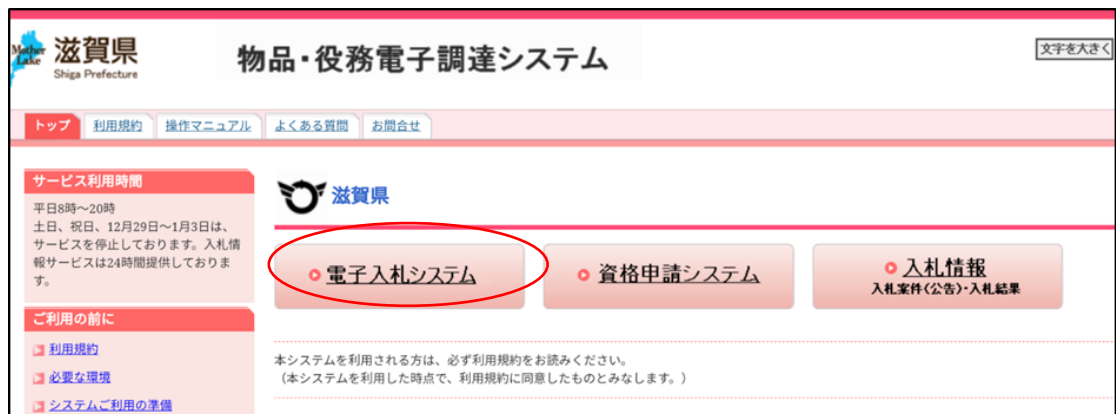 Mother Lake
滋賀県
Shiga Prefecture
物品・役務電子調達システム
文字を大きく
トップ
利用規約
操作マニュアル
よくある質問
お問合せ
サービス利用時間
平日8時～20時
土日、祝日、12月29日～1月3日は、
サービスを停止しております。入札情
報サービスは24時間提供しておりま
す。
ご利用の前に
利用規約
必要な環境
システムご利用の準備
滋賀県
電子入札システム
資格申請システム
入札情報
入札案件(公告)・入札結果
本システムを利用される方は、必ず利用規約をお読みください。
（本システムを利用した時点で、利用規約に同意したものとみなします。）